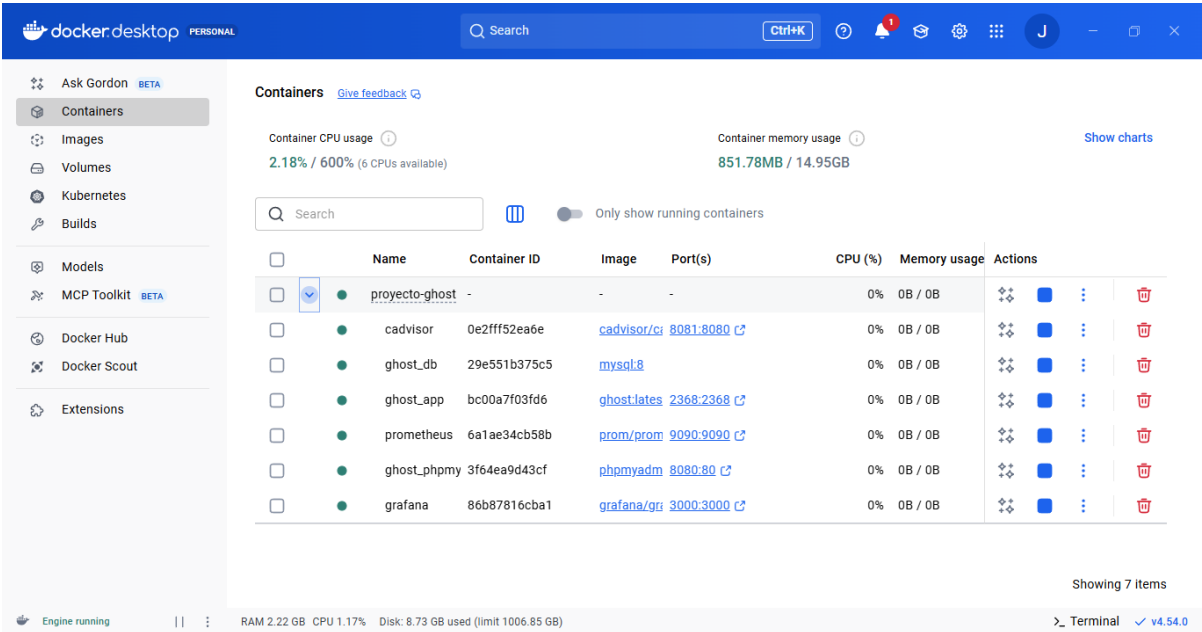 docker.desktop PERSONAL Search Ctrl+K 1 J
Ask Gordon BETA
Containers
Images
Volumes
Kubernetes
Builds
Models
MCP Toolkit BETA
Docker Hub
Docker Scout
Extensions
Containers Give feedback
Container CPU usage Container memory usage Show charts
2.18% / 600% (6 CPUs available) 851.78MB / 14.95GB
Search Only show running containers
Name Container ID Image Port(s) CPU (%) Memory usage Actions
proyecto-ghost - - - 0% 0B / 0B
cadvisor 0e2fff52ea6e cadvisor/ca 8081:8080 0% 0B / 0B
ghost_db 29e551b375c5 mysql:8 0% 0B / 0B
ghost_app bc00a7f03fd6 ghost:lates 2368:2368 0% 0B / 0B
prometheus 6a1ae34cb58b prom/prom 9090:9090 0% 0B / 0B
ghost_phpmy 3f64ea9d43cf phpmyadm 8080:80 0% 0B / 0B
grafana 86b87816cba1 grafana/gra 3000:3000 0% 0B / 0B
Showing 7 items
Engine running RAM 2.22 GB CPU 1.17% Disk: 8.73 GB used (limit 1006.85 GB) >_ Terminal v4.54.0